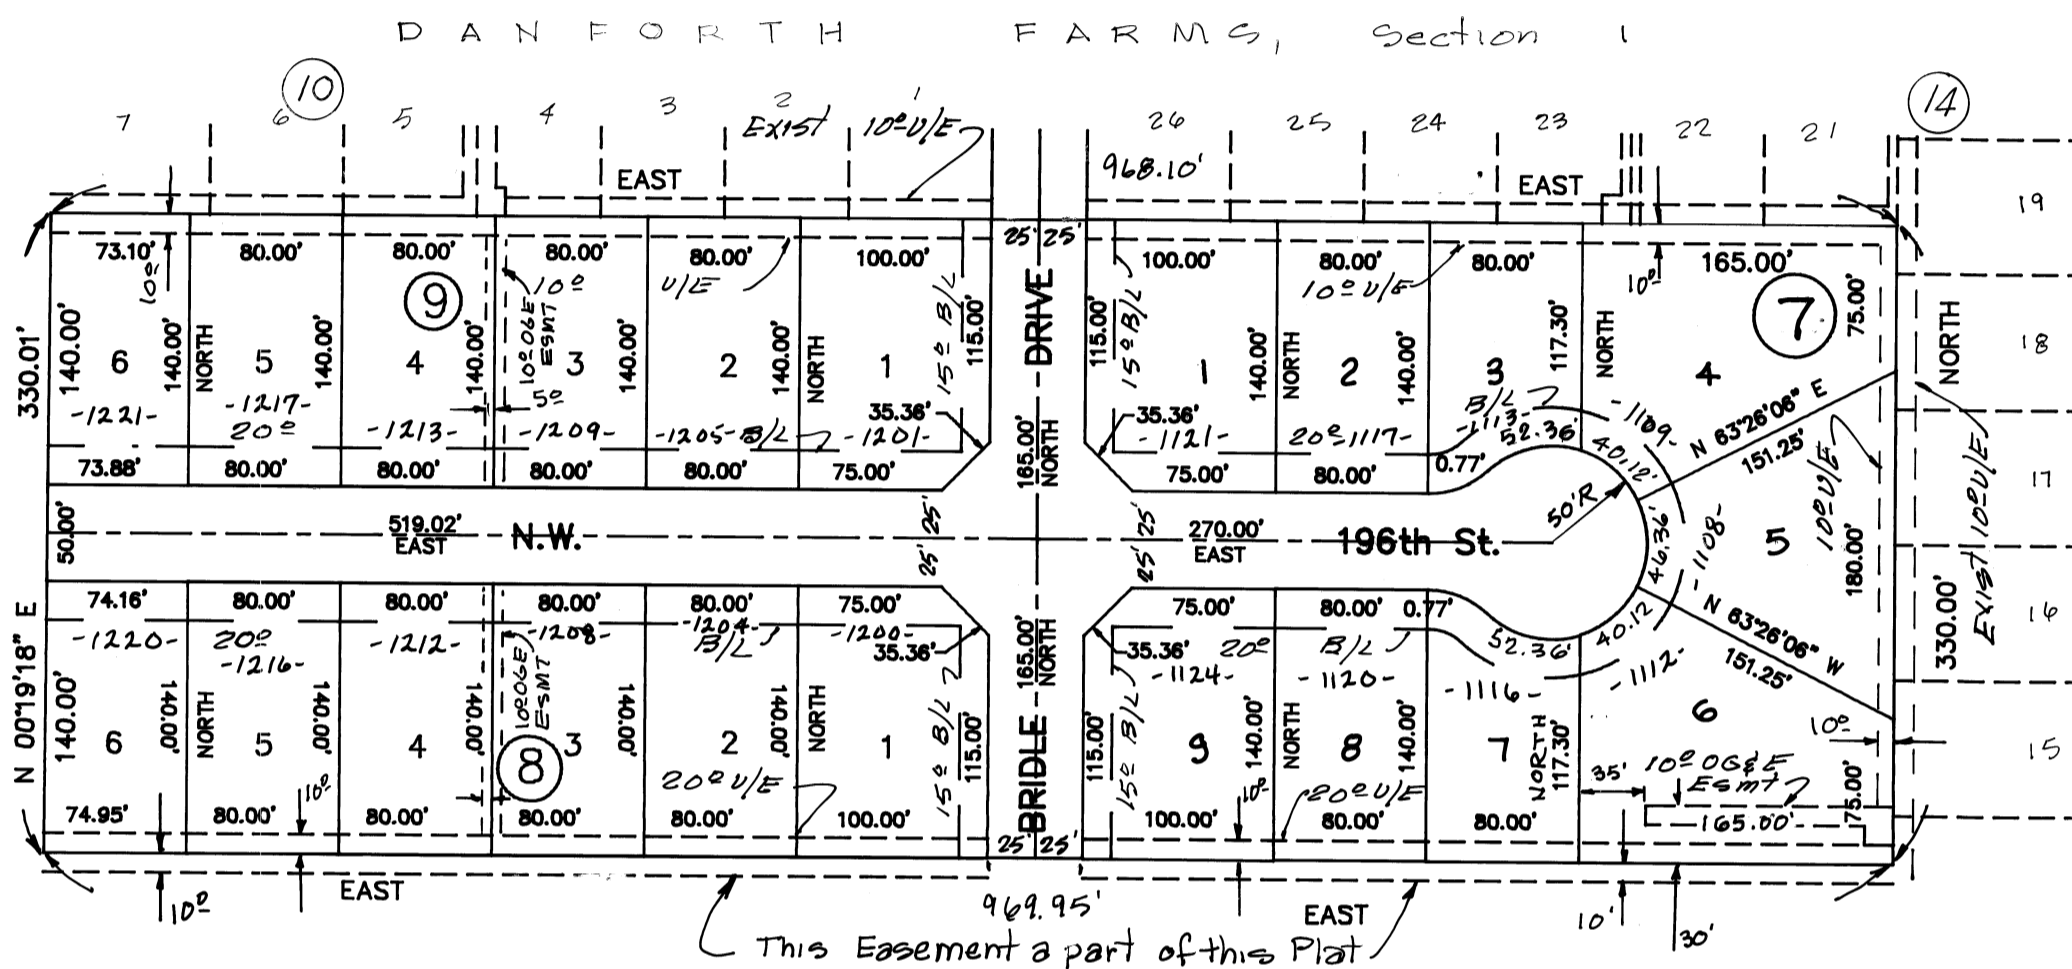 DANFORTH FARMS, Section 1
10 14
7 6 5 4 3 2 1 26 25 24 23 22 21
Exist 10º U/E
EAST 968.10' EAST
19
73.10' 80.00' 80.00' 80.00' 80.00' 100.00' 25' 25' 100.00' 80.00' 80.00' 165.00'
10º 9 10º U/E 10º U/E 10º 7 75.00'
330.01' 140.00' 140.00' NORTH 140.00' 140.00' 10º OGE ESMT 140.00' 140.00' NORTH 15º B/L 115.00' DRIVE 115.00' 15º B/L 140.00' NORTH 140.00' 117.30' NORTH NORTH 18
6 5 4 3 2 1 1 2 3 4
5º 35.36' 35.36' B/L N 63°26'06" E
-1221- -1217- -1213- -1209- -1205- B/L -1201- -1121- 20º -1117- -1113- -1109-
20º 165.00' NORTH 52.36' 40.12' 151.25' 10º U/E
73.88' 80.00' 80.00' 80.00' 80.00' 75.00' 75.00' 80.00' 0.77' 17
50'R
50.00' 519.02' EAST N.W. 25' 25' 25' 25' 270.00' EAST 196th St. 46.36' -1108- 5 180.00' Exist 10º U/E
74.16' 80.00' 80.00' 80.00' 80.00' 75.00' 75.00' 80.00' 0.77' 40.12 N 63°26'06" W 16
-1220- 20º -1216- -1212- -1208- -1204- B/L -1200- 165.00' NORTH 52.36'
35.36' 35.36' 20º B/L 151.25' 330.00'
-1124- -1120- -1116- -1112-
N 00°19'18" E 140.00' 140.00' NORTH 140.00' 140.00' 10º OGE ESMT 140.00' 140.00' NORTH 15º B/L 115.00' BRIDLE 115.00' 15º B/L 140.00' NORTH 140.00' NORTH 117.30'
6 5 4 3 2 1 9 8 7 6 10º 15
8 20º U/E 20º U/E 35' 10º OG&E Esmt
10º 10º 75.00'
74.95' 80.00' 80.00' 80.00' 80.00' 100.00' 100.00' 80.00' 80.00' 165.00'
25' 25'
EAST 969.95' EAST
10º 10' 30'
This Easement a part of this Plat